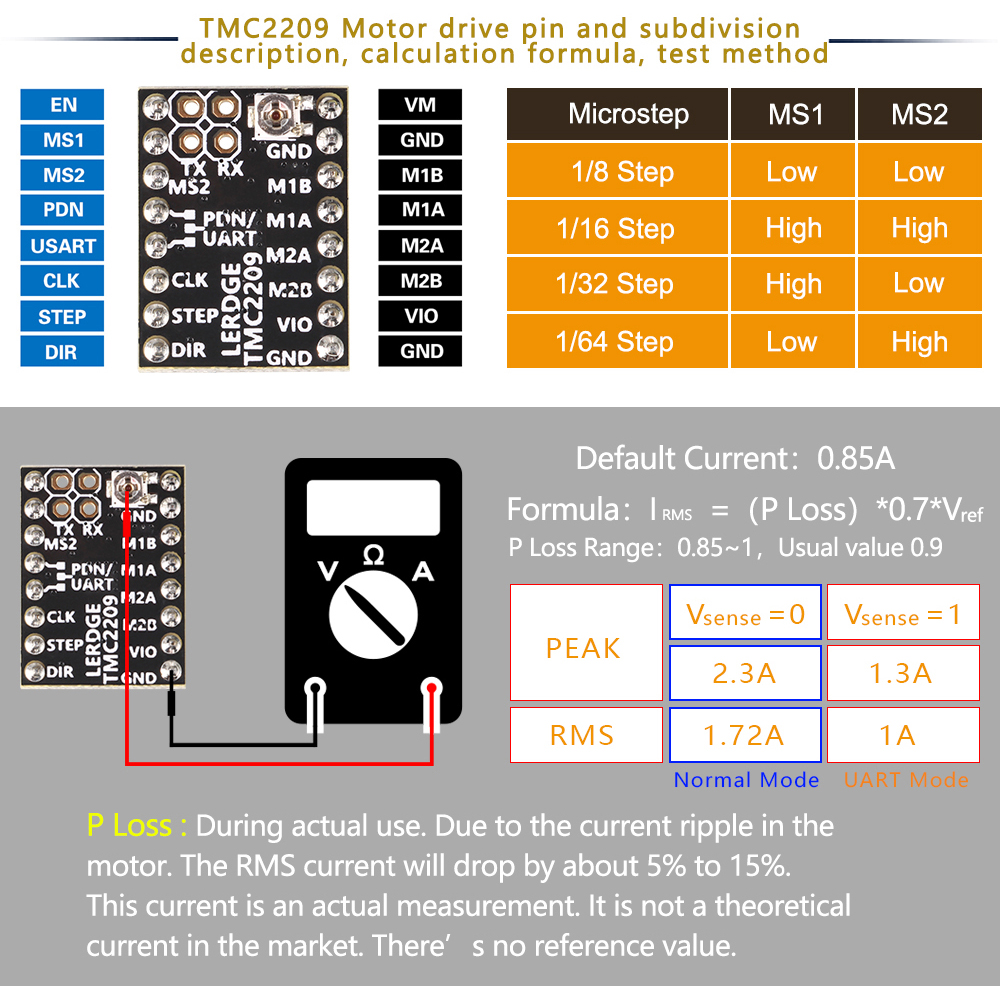 TMC2209 Motor drive pin and subdivision
description, calculation formula, test method
EN
MS1
MS2
PDN
USART
CLK
STEP
DIR
GND
TX RX
MS2
M1B
PDN/
UART
M1A
M2A
CLK
M2B
STEP
VIO
DIR
GND
LERDGE
TMC2209
VM
GND
M1B
M1A
M2A
M2B
VIO
GND
Microstep MS1 MS2
1/8 Step Low Low
1/16 Step High High
1/32 Step High Low
1/64 Step Low High
GND
TX RX
MS2
M1B
PDN/
UART
M1A
M2A
CLK
M2B
STEP
VIO
DIR
GND
LERDGE
TMC2209
V Ω A
Default Current: 0.85A
Formula: I RMS = (P Loss) *0.7*Vref
P Loss Range: 0.85~1, Usual value 0.9
PEAK
Vsense =0 Vsense =1
2.3A 1.3A
RMS 1.72A 1A
Normal Mode UART Mode
P Loss : During actual use. Due to the current ripple in the
motor. The RMS current will drop by about 5% to 15%.
This current is an actual measurement. It is not a theoretical
current in the market. There’ s no reference value.